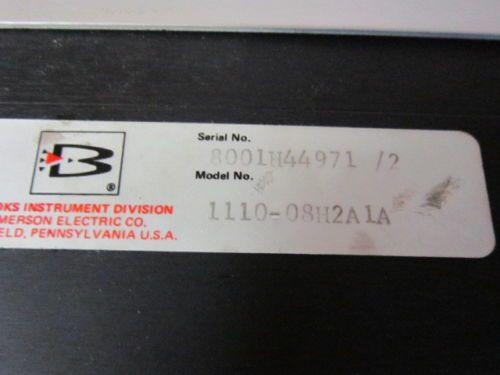 B
®
Serial No.
8001H44971 /2
Model No.
1110-08H2A1A
OKS INSTRUMENT DIVISION
MERSON ELECTRIC CO.
ELD, PENNSYLVANIA U.S.A.